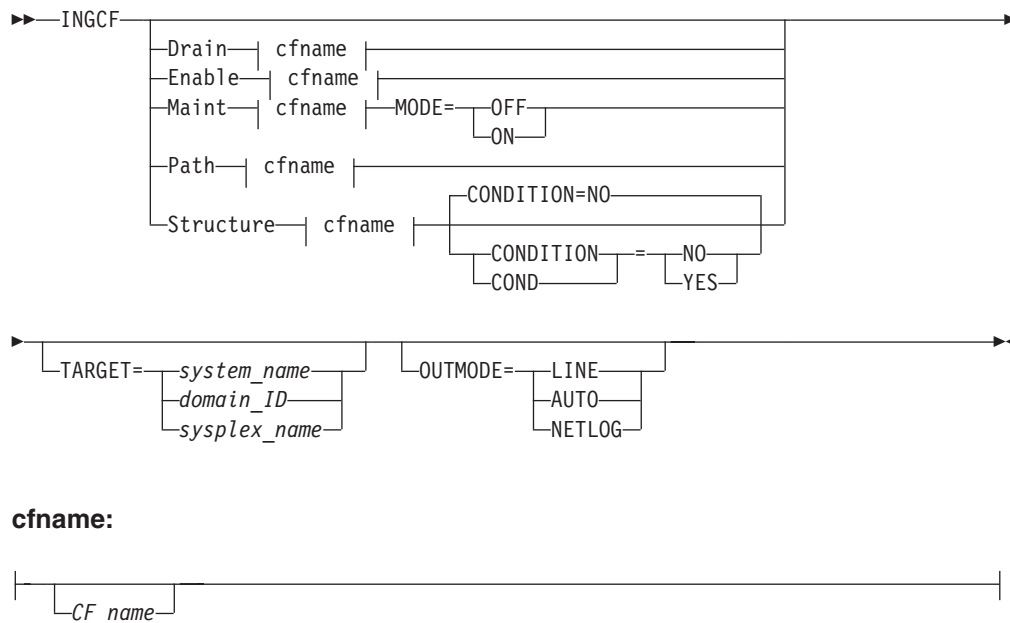 INGCF
Drain cfname
Enable cfname
Maint cfname MODE= OFF
ON
Path cfname
CONDITION=NO
Structure cfname
CONDITION = NO
COND YES
TARGET= system_name OUTMODE= LINE
domain_ID AUTO
sysplex_name NETLOG
cfname:
CF name